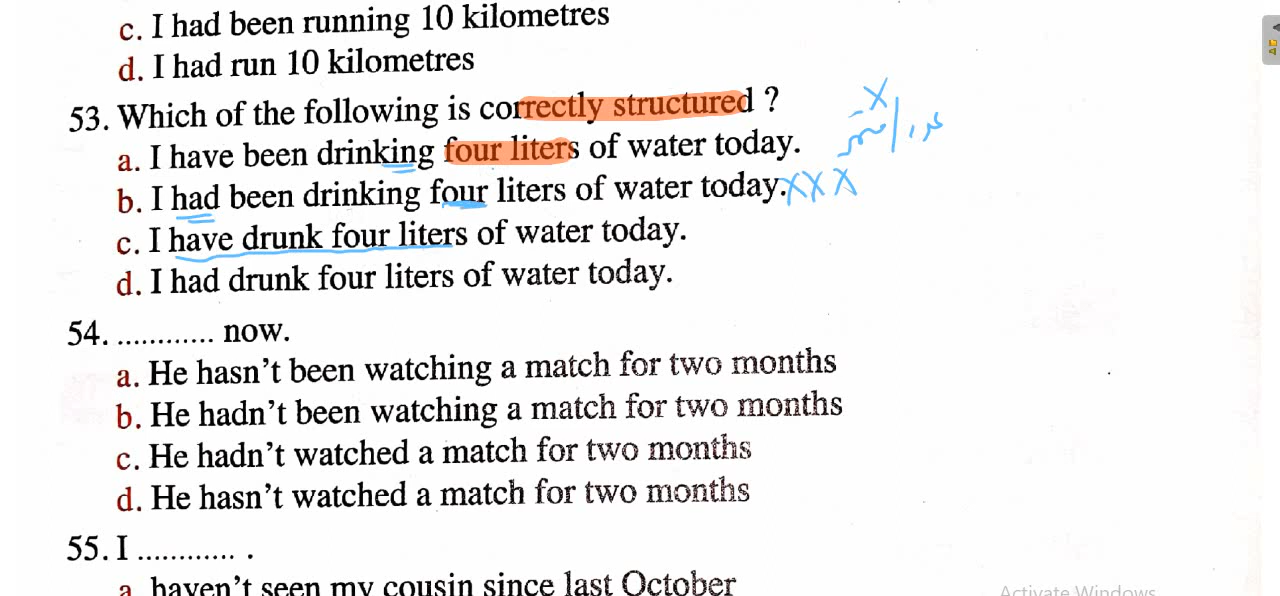 c. I had been running 10 kilometres
d. I had run 10 kilometres
53. Which of the following is correctly structured ?
a. I have been drinking four liters of water today.
b. I had been drinking four liters of water today. XXX
c. I have drunk four liters of water today.
d. I had drunk four liters of water today.
54. ............ now.
a. He hasn't been watching a match for two months
b. He hadn't been watching a match for two months
c. He hadn't watched a match for two months
d. He hasn't watched a match for two months
55. I ............. .
a. haven't seen my cousin since last October
Activate Windows